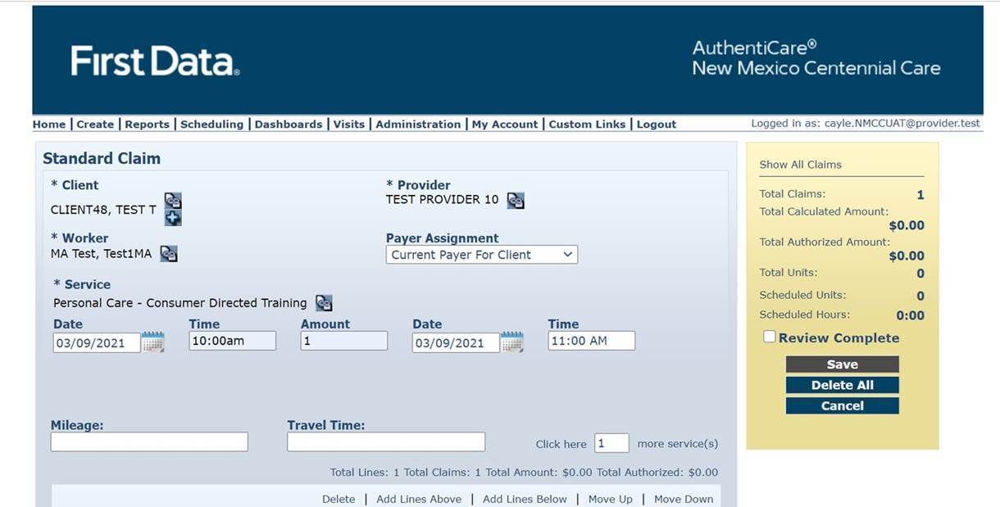 First Data.
AuthentiCare®
New Mexico Centennial Care
Home | Create | Reports | Scheduling | Dashboards | Visits | Administration | My Account | Custom Links | Logout
Logged in as: cayle.NMCCUAT@provider.test
Standard Claim
* Client
CLIENT48, TEST T
* Provider
TEST PROVIDER 10
* Worker
MA Test, Test1MA
Payer Assignment
Current Payer For Client
* Service
Personal Care - Consumer Directed Training
Date Time Amount Date Time
03/09/2021 10:00am 1 03/09/2021 11:00 AM
Mileage: Travel Time:
Click here 1 more service(s)
Total Lines: 1 Total Claims: 1 Total Amount: $0.00 Total Authorized: $0.00
Delete | Add Lines Above | Add Lines Below | Move Up | Move Down
Show All Claims
Total Claims: 1
Total Calculated Amount:
$0.00
Total Authorized Amount:
$0.00
Total Units: 0
Scheduled Units: 0
Scheduled Hours: 0:00
Review Complete
Save
Delete All
Cancel